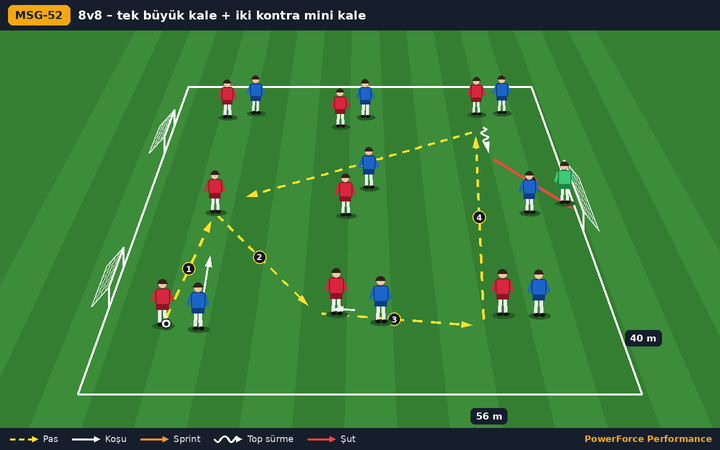 MSG-52 8v8 – tek büyük kale + iki kontra mini kale
4
1
2
3
40 m
56 m
Pas Koşu Sprint Top sürme Şut PowerForce Performance